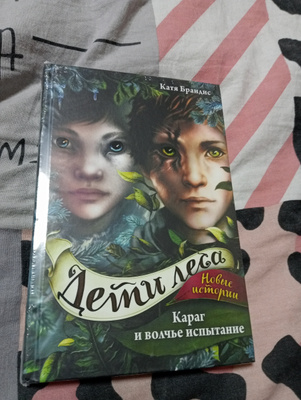 Катя Брандис
Дети леса
Новые
истории
Караг
и волчье испытание